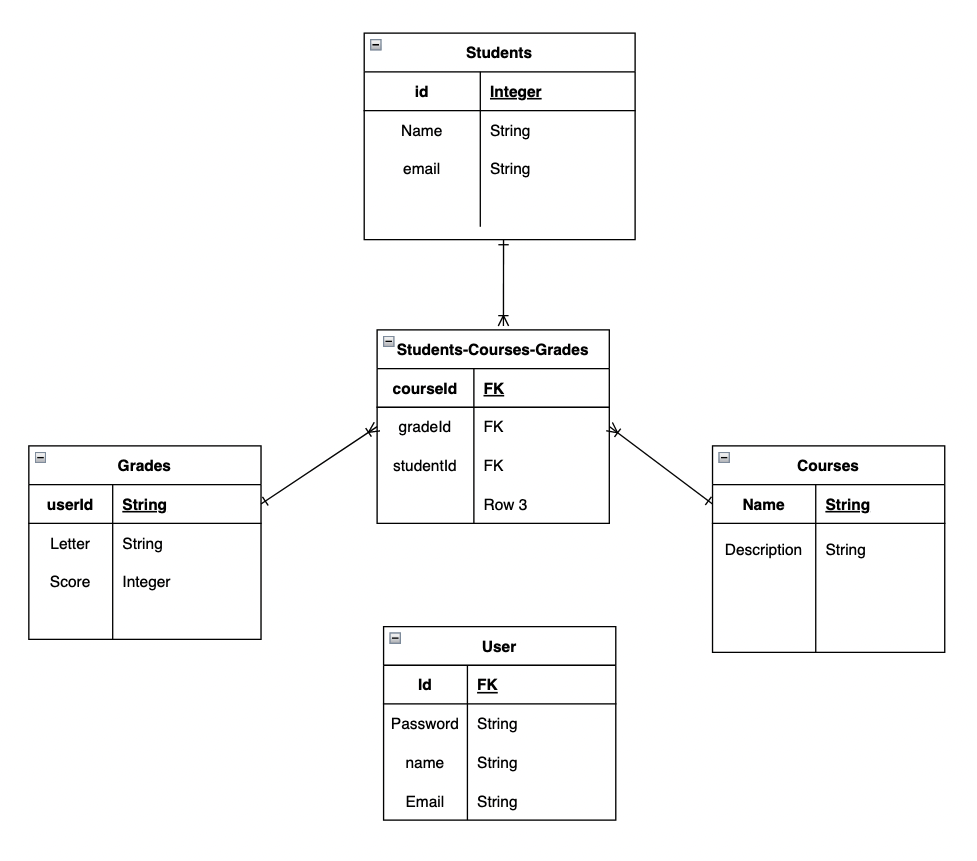 Students
id Integer
Name String
email String
Students-Courses-Grades
courseId FK
gradeId FK
studentId FK
Row 3
Grades
userId String
Letter String
Score Integer
Courses
Name String
Description String
User
Id FK
Password String
name String
Email String